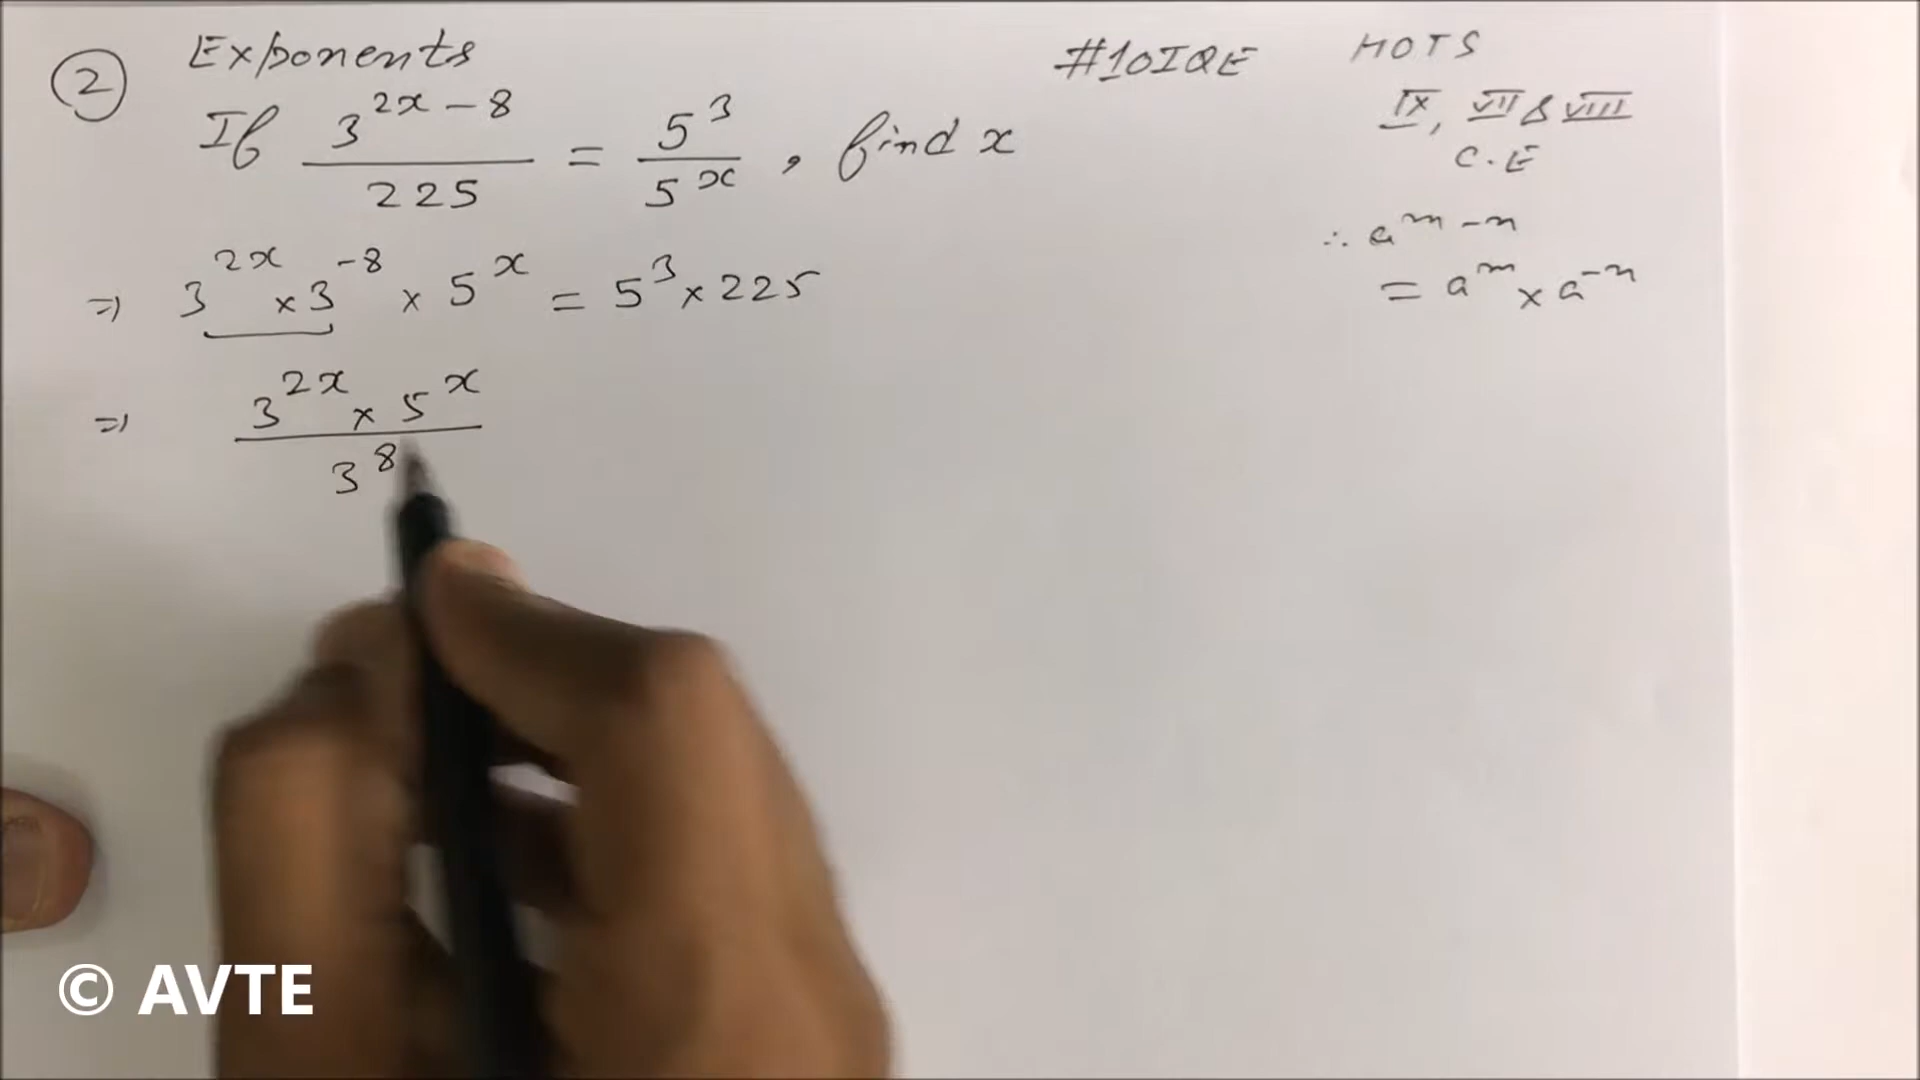 ② Exponents #10IQE HOTS
IX, VII & VIII
C.E
If 3^{2x-8}/225 = 5^3/5^x, find x
⇒ 3^{2x} × 3^{-8} × 5^x = 5^3 × 225
∴ a^{m-n}
= a^m × a^{-n}
⇒ (3^{2x} × 5^x)/3^8
© AVTE